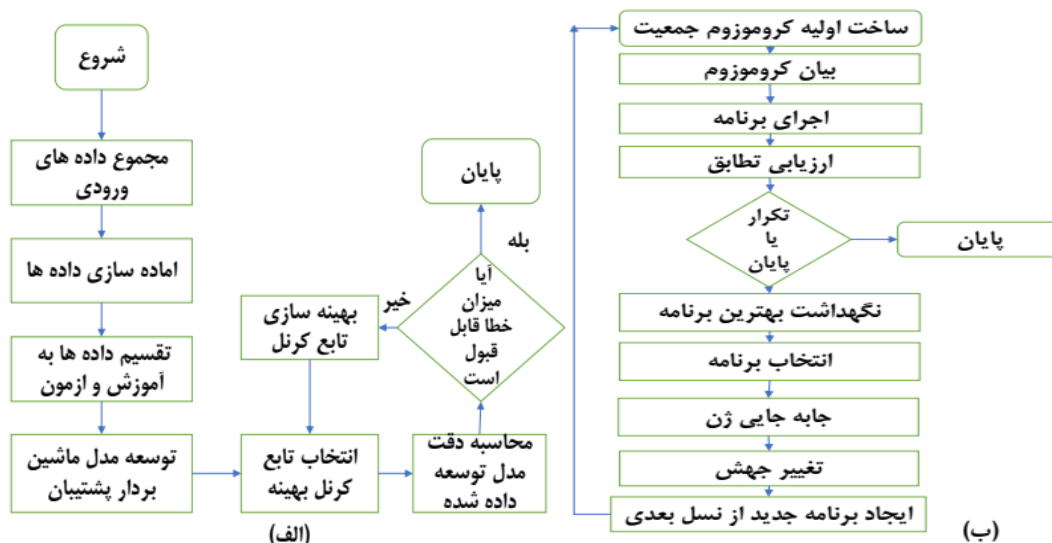 شروع
مجموع داده های
ورودی
اماده سازی داده ها
تقسیم داده ها به
آموزش و ازمون
توسعه مدل ماشین
بردار پشتیبان
انتخاب تابع
کرنل بهینه
محاسبه دقت
مدل توسعه
داده شده
آیا
میزان
خطا قابل
قبول
است
بله
پایان
خیر
بهینه سازی
تابع کرنل
(الف)
ساخت اولیه کروموزوم جمعیت
بیان کروموزوم
اجرای برنامه
ارزیابی تطابق
تکرار
یا
پایان
پایان
نگهداشت بهترین برنامه
انتخاب برنامه
جابه جایی ژن
تغییر جهش
ایجاد برنامه جدید از نسل بعدی
(ب)